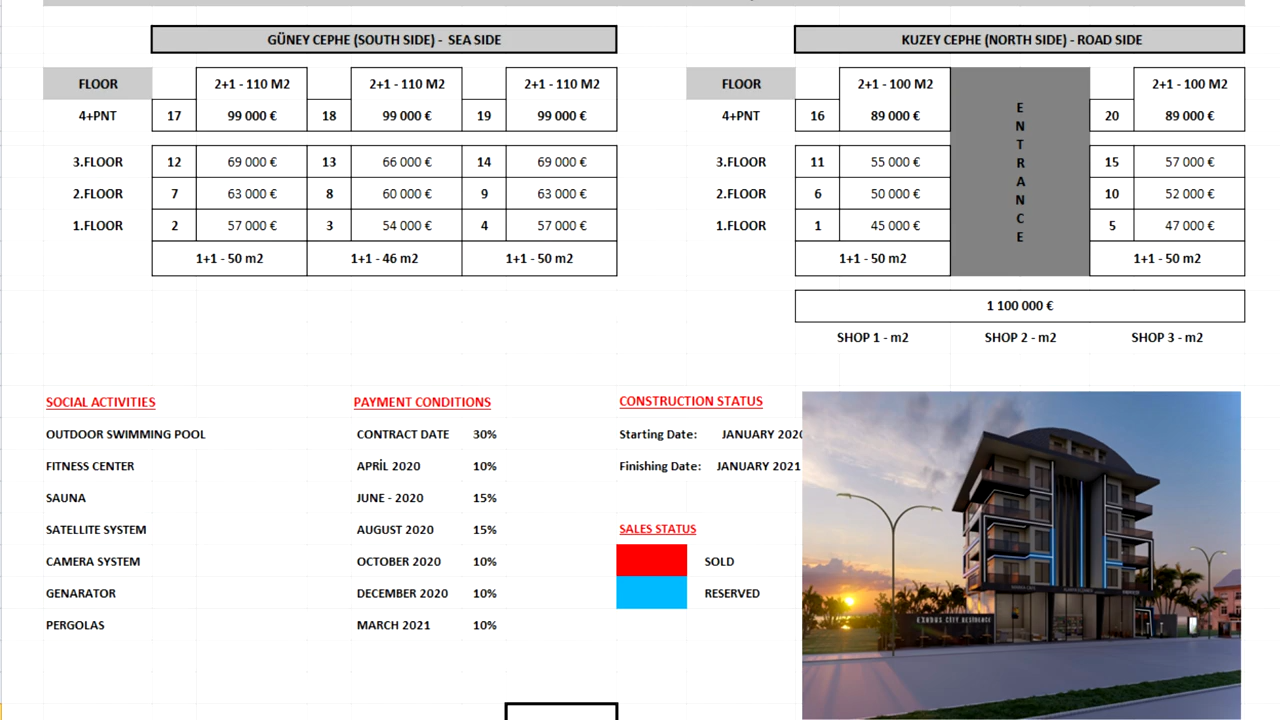 GÜNEY CEPHE (SOUTH SIDE) - SEA SIDE
KUZEY CEPHE (NORTH SIDE) - ROAD SIDE
FLOOR 2+1 - 110 M2 2+1 - 110 M2 2+1 - 110 M2
4+PNT 17 99 000 € 18 99 000 € 19 99 000 €
3.FLOOR 12 69 000 € 13 66 000 € 14 69 000 €
2.FLOOR 7 63 000 € 8 60 000 € 9 63 000 €
1.FLOOR 2 57 000 € 3 54 000 € 4 57 000 €
1+1 - 50 m2 1+1 - 46 m2 1+1 - 50 m2
FLOOR 2+1 - 100 M2 2+1 - 100 M2
4+PNT 16 89 000 € 20 89 000 €
3.FLOOR 11 55 000 € 15 57 000 €
2.FLOOR 6 50 000 € 10 52 000 €
1.FLOOR 1 45 000 € 5 47 000 €
1+1 - 50 m2 1+1 - 50 m2
ENTRANCE
1 100 000 €
SHOP 1 - m2 SHOP 2 - m2 SHOP 3 - m2
SOCIAL ACTIVITIES
OUTDOOR SWIMMING POOL
FITNESS CENTER
SAUNA
SATELLITE SYSTEM
CAMERA SYSTEM
GENARATOR
PERGOLAS
PAYMENT CONDITIONS
CONTRACT DATE 30%
APRİL 2020 10%
JUNE - 2020 15%
AUGUST 2020 15%
OCTOBER 2020 10%
DECEMBER 2020 10%
MARCH 2021 10%
CONSTRUCTION STATUS
Starting Date: JANUARY 2020
Finishing Date: JANUARY 2021
SALES STATUS
SOLD
RESERVED
EXODUS CITY RESIDENCE